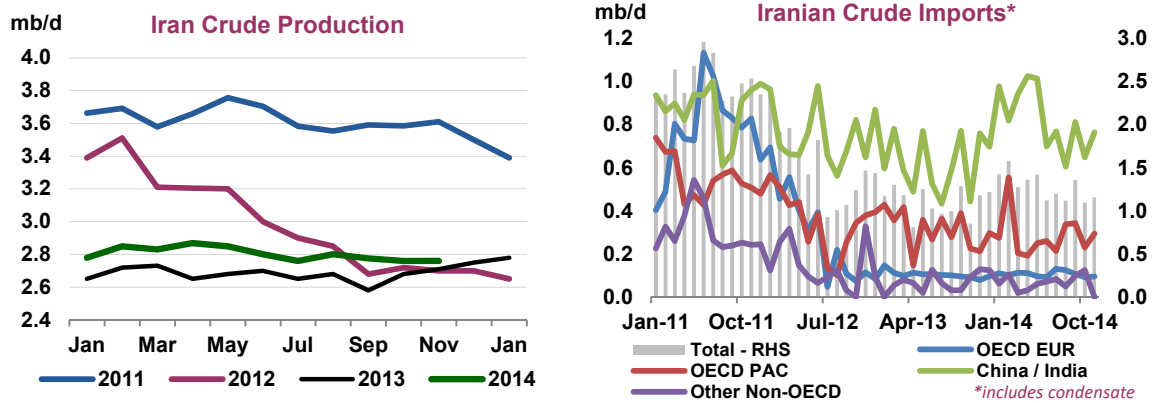 mb/d
Iran Crude Production
4.0
3.8
3.6
3.4
3.2
3.0
2.8
2.6
2.4
Jan Mar May Jul Sep Nov Jan
2011 2012 2013 2014
mb/d
Iranian Crude Imports*
1.2 3.0
1.0 2.5
0.8 2.0
0.6 1.5
0.4 1.0
0.2 0.5
0.0 0.0
Jan-11 Oct-11 Jul-12 Apr-13 Jan-14 Oct-14
Total - RHS OECD EUR
OECD PAC China / India
Other Non-OECD *includes condensate